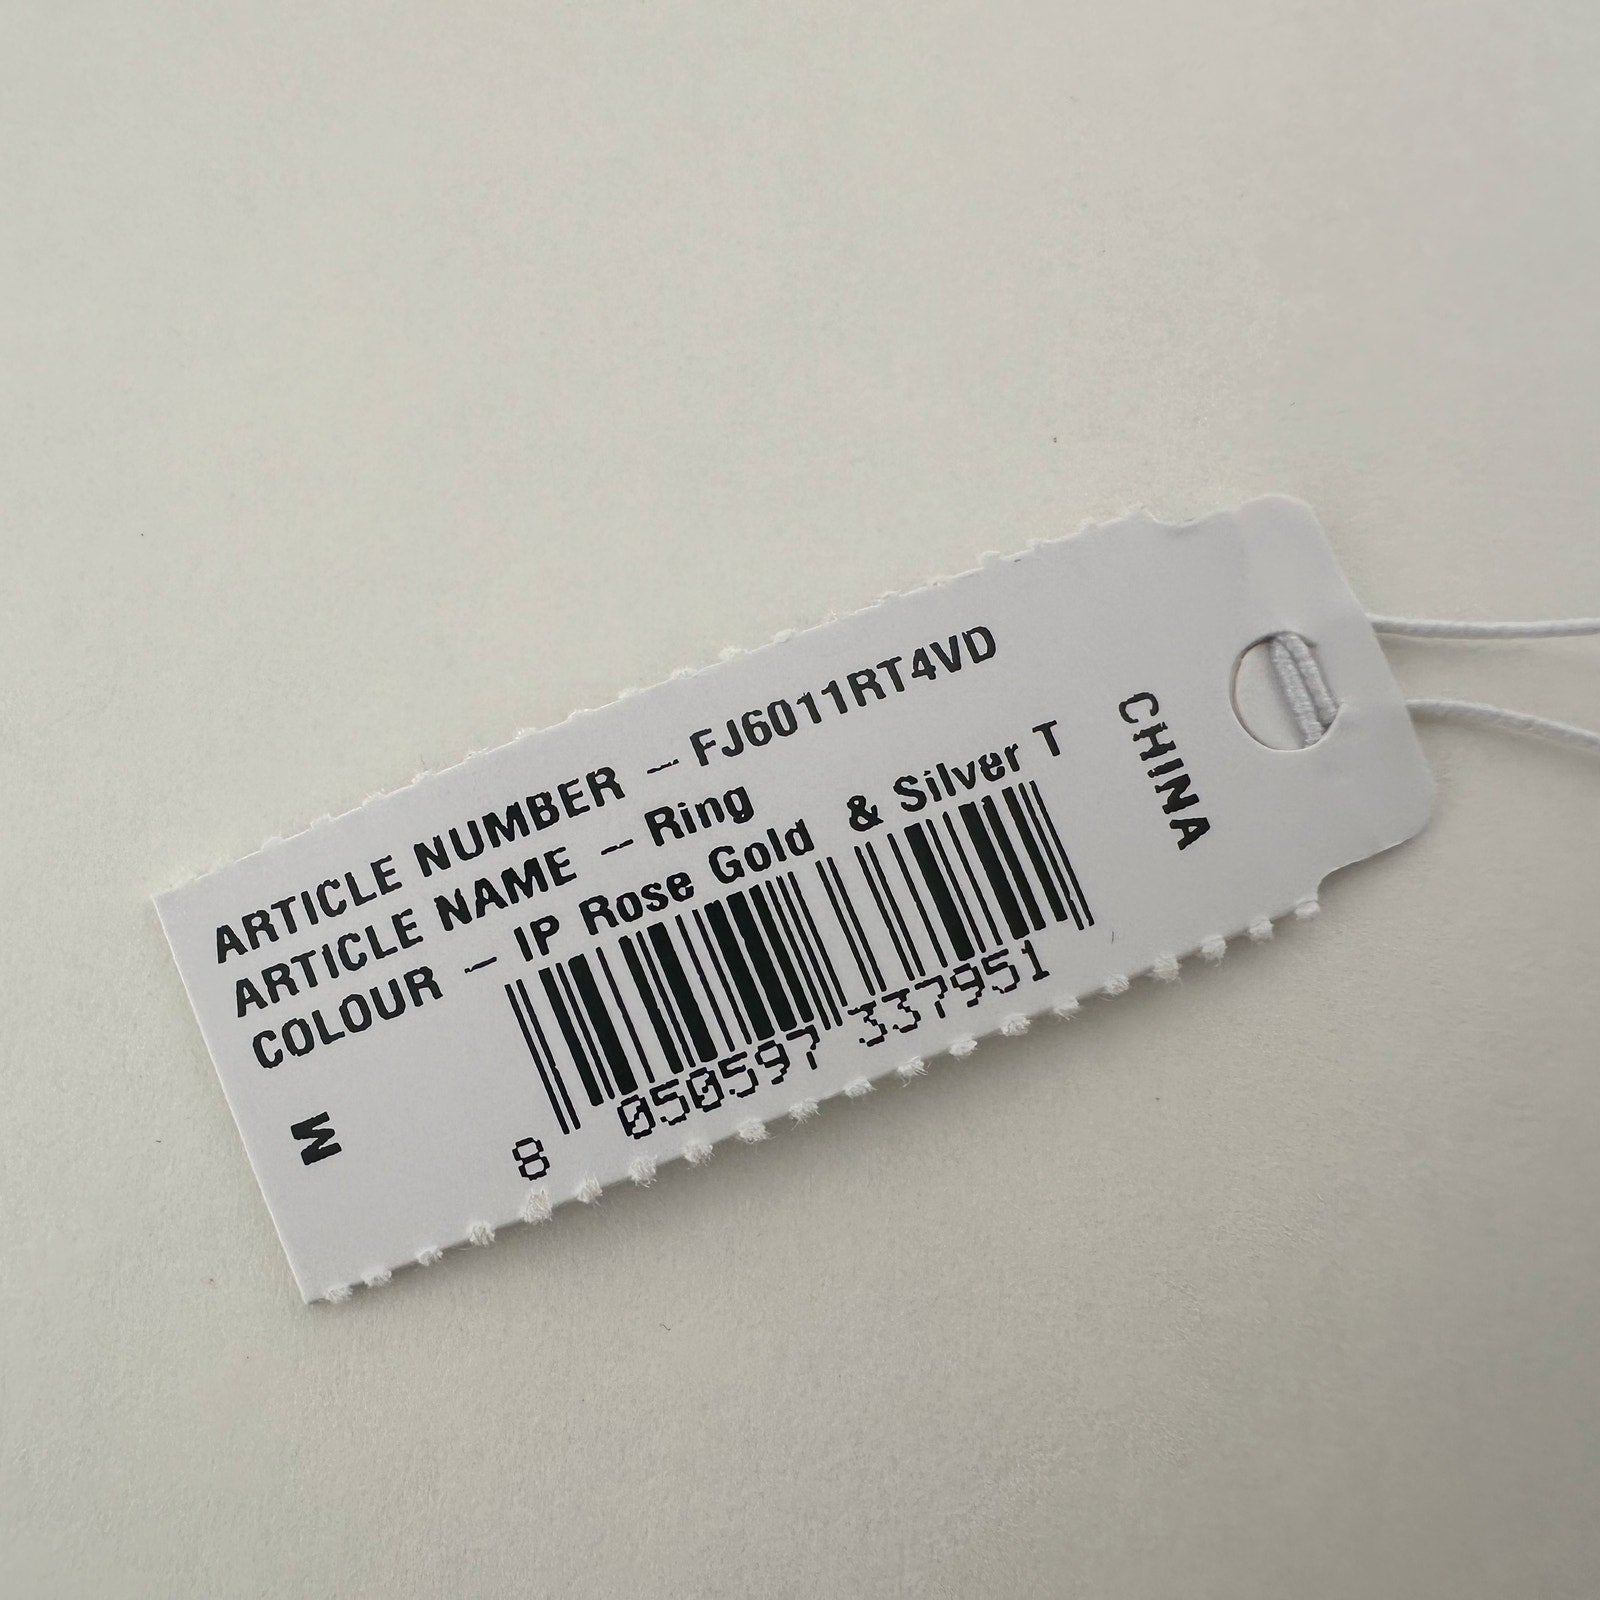 ARTICLE NUMBER - FJ6011RT4VD
ARTICLE NAME - Ring
COLOUR - IP Rose Gold & Silver T
8 050597 337951
M
CHINA